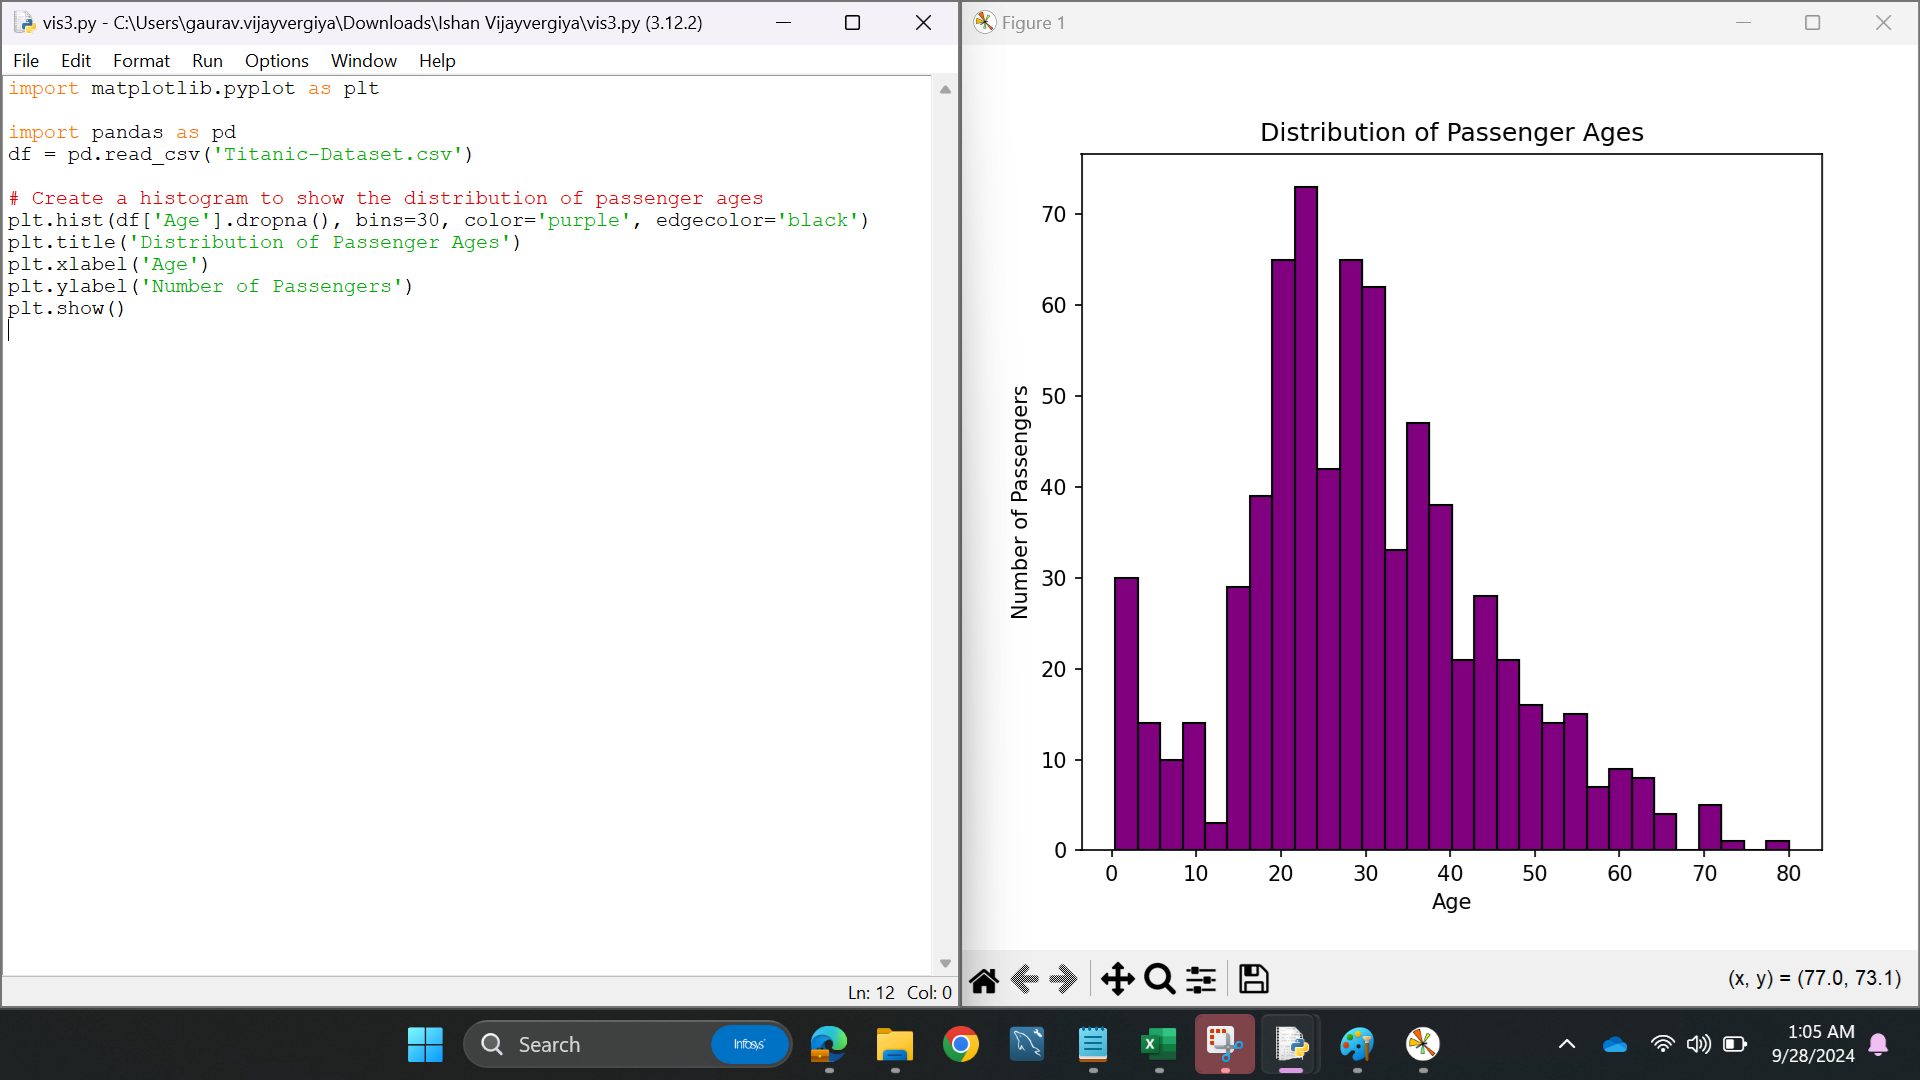 vis3.py - C:\Users\gaurav.vijayvergiya\Downloads\Ishan Vijayvergiya\vis3.py (3.12.2)
File Edit Format Run Options Window Help
import matplotlib.pyplot as plt
import pandas as pd
df = pd.read_csv('Titanic-Dataset.csv')
# Create a histogram to show the distribution of passenger ages
plt.hist(df['Age'].dropna(), bins=30, color='purple', edgecolor='black')
plt.title('Distribution of Passenger Ages')
plt.xlabel('Age')
plt.ylabel('Number of Passengers')
plt.show()
Ln: 12 Col: 0
Figure 1
Distribution of Passenger Ages
Number of Passengers
70
60
50
40
30
20
10
0
0 10 20 30 40 50 60 70 80
Age
(x, y) = (77.0, 73.1)
Search
Infosys
X
1:05 AM
9/28/2024